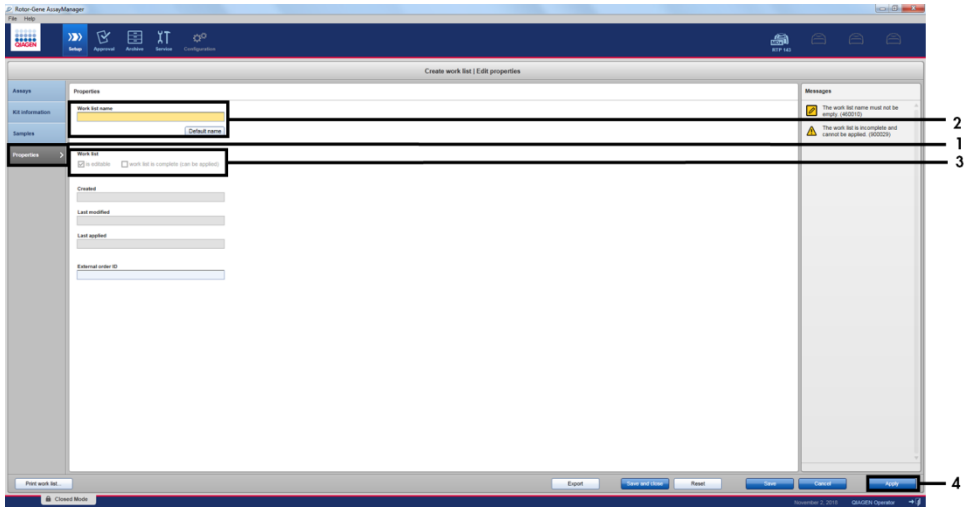 Rotor-Gene AssayManager
File Help
QIAGEN
Setup Approval Archive Service Configuration
RTP 143
Create work list | Edit properties
Assays
Kit information
Samples
Properties
Properties
Work list name
Default name
Work list
is editable work list is complete (can be applied)
Created
Last modified
Last applied
External order ID
Messages
The work list name must not be
empty. (460010)
The work list is incomplete and
cannot be applied. (900029)
2
1
3
4
Print work list...
Export
Save and close
Reset
Save
Cancel
Apply
Closed Mode
November 2, 2018 QIAGEN Operator